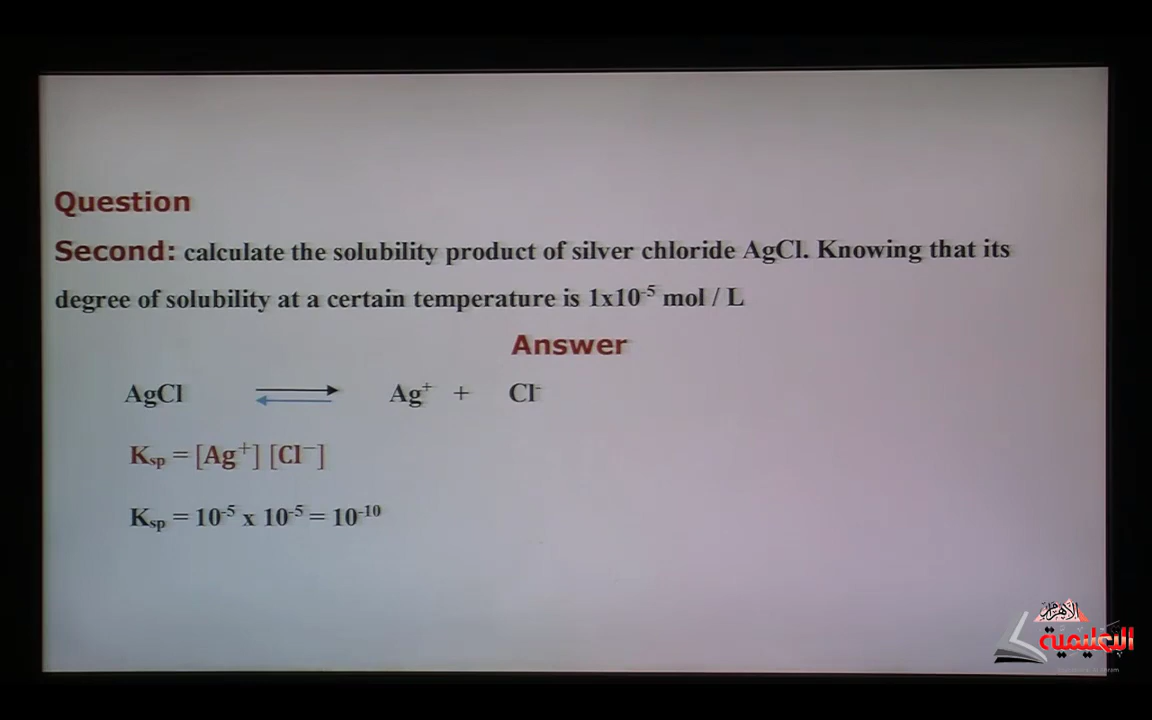 Question
Second: calculate the solubility product of silver chloride AgCl. Knowing that its
degree of solubility at a certain temperature is 1x10⁻⁵ mol / L
Answer
AgCl ⇌ Ag⁺ + Cl⁻
Kₛₚ = [Ag⁺] [Cl⁻]
Kₛₚ = 10⁻⁵ x 10⁻⁵ = 10⁻¹⁰
الأهرام
التعليمية